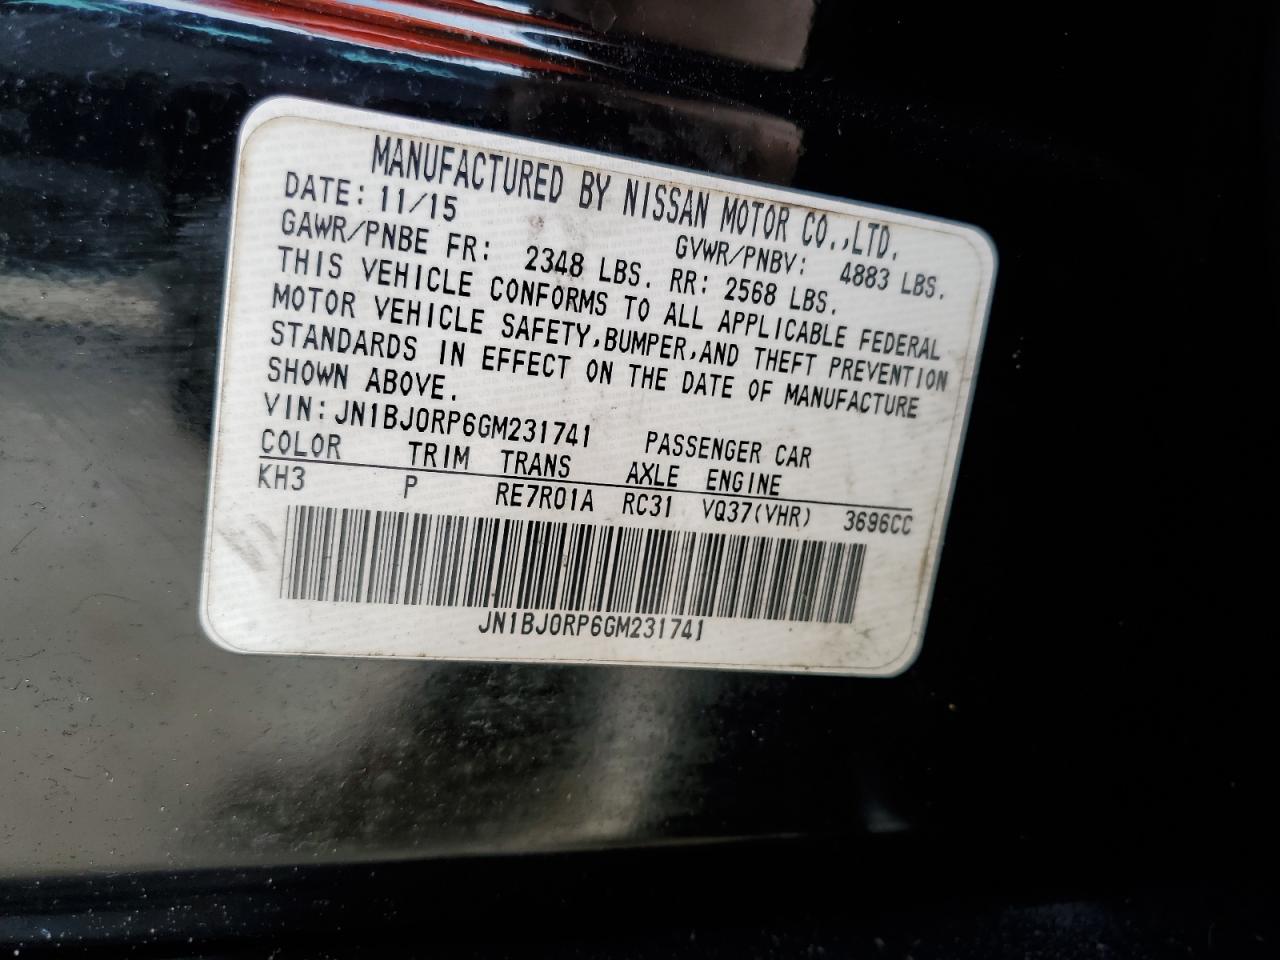 MANUFACTURED BY NISSAN MOTOR CO.,LTD.
DATE: 11/15 GVWR/PNBV: 4883 LBS.
GAWR/PNBE FR: 2348 LBS. RR: 2568 LBS.
THIS VEHICLE CONFORMS TO ALL APPLICABLE FEDERAL
MOTOR VEHICLE SAFETY,BUMPER,AND THEFT PREVENTION
STANDARDS IN EFFECT ON THE DATE OF MANUFACTURE
SHOWN ABOVE.
VIN: JN1BJ0RP6GM231741 PASSENGER CAR
COLOR TRIM TRANS AXLE ENGINE
KH3 P RE7R01A RC31 VQ37(VHR) 3696CC
JN1BJ0RP6GM231741